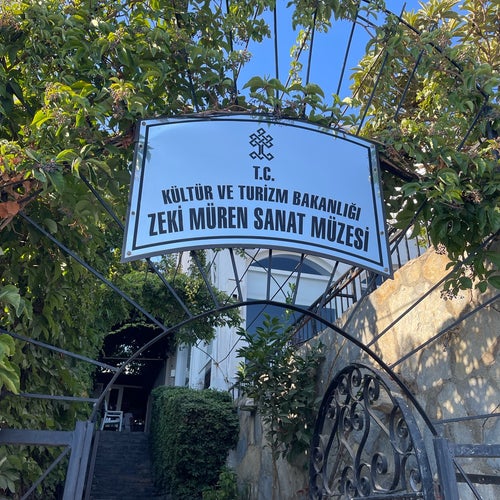 T.C.
KÜLTÜR VE TURİZM BAKANLIĞI
ZEKİ MÜREN SANAT MÜZESİ